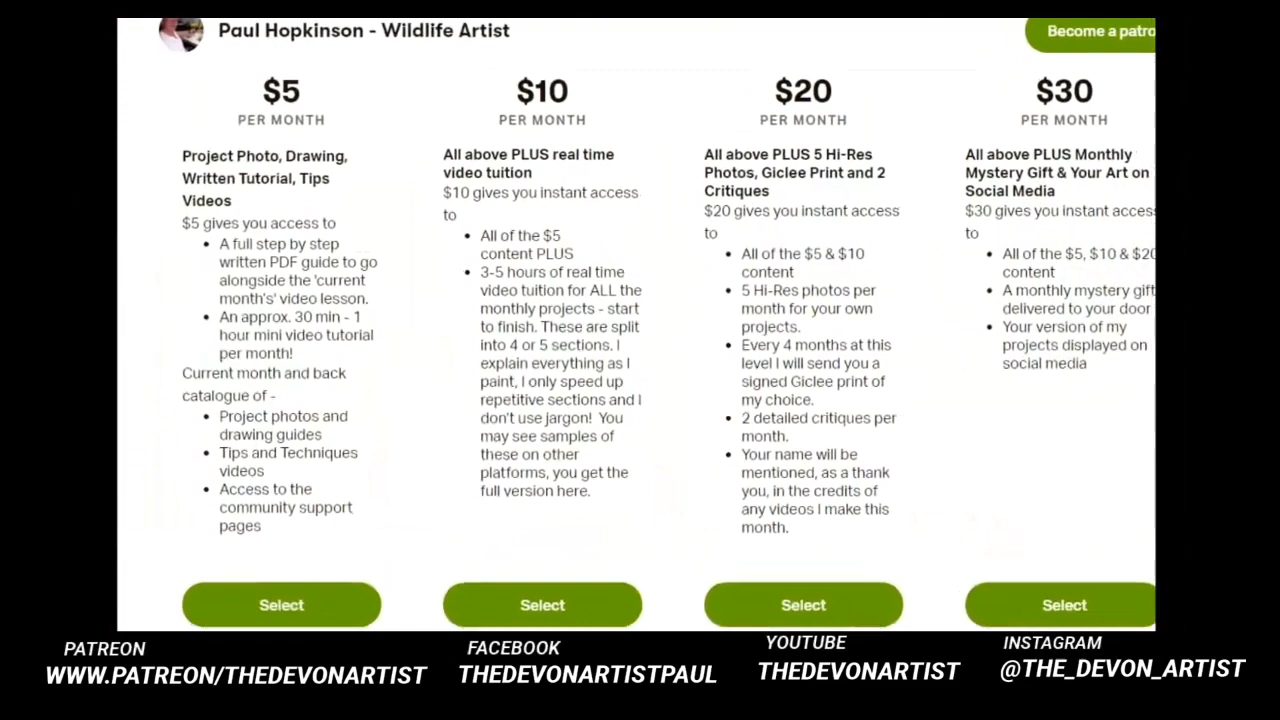 Paul Hopkinson - Wildlife Artist
Become a patro
$5
PER MONTH
Project Photo, Drawing,
Written Tutorial, Tips
Videos
$5 gives you access to
• A full step by step
written PDF guide to go
alongside the 'current
month's' video lesson.
• An approx. 30 min - 1
hour mini video tutorial
per month!
Current month and back
catalogue of -
• Project photos and
drawing guides
• Tips and Techniques
videos
• Access to the
community support
pages
Select
$10
PER MONTH
All above PLUS real time
video tuition
$10 gives you instant access
to
• All of the $5
content PLUS
• 3-5 hours of real time
video tuition for ALL the
monthly projects - start
to finish. These are split
into 4 or 5 sections. I
explain everything as I
paint, I only speed up
repetitive sections and I
don't use jargon! You
may see samples of
these on other
platforms, you get the
full version here.
Select
$20
PER MONTH
All above PLUS 5 Hi-Res
Photos, Giclee Print and 2
Critiques
$20 gives you instant access
to
• All of the $5 & $10
content
• 5 Hi-Res photos per
month for your own
projects.
• Every 4 months at this
level I will send you a
signed Giclee print of
my choice.
• 2 detailed critiques per
month.
• Your name will be
mentioned, as a thank
you, in the credits of
any videos I make this
month.
Select
$30
PER MONTH
All above PLUS Monthly
Mystery Gift & Your Art on
Social Media
$30 gives you instant access
to
• All of the $5, $10 & $20
content
• A monthly mystery gift
delivered to your door
• Your version of my
projects displayed on
social media
Select
PATREON
WWW.PATREON/THEDEVONARTIST
FACEBOOK
THEDEVONARTISTPAUL
YOUTUBE
THEDEVONARTIST
INSTAGRAM
@THE_DEVON_ARTIST